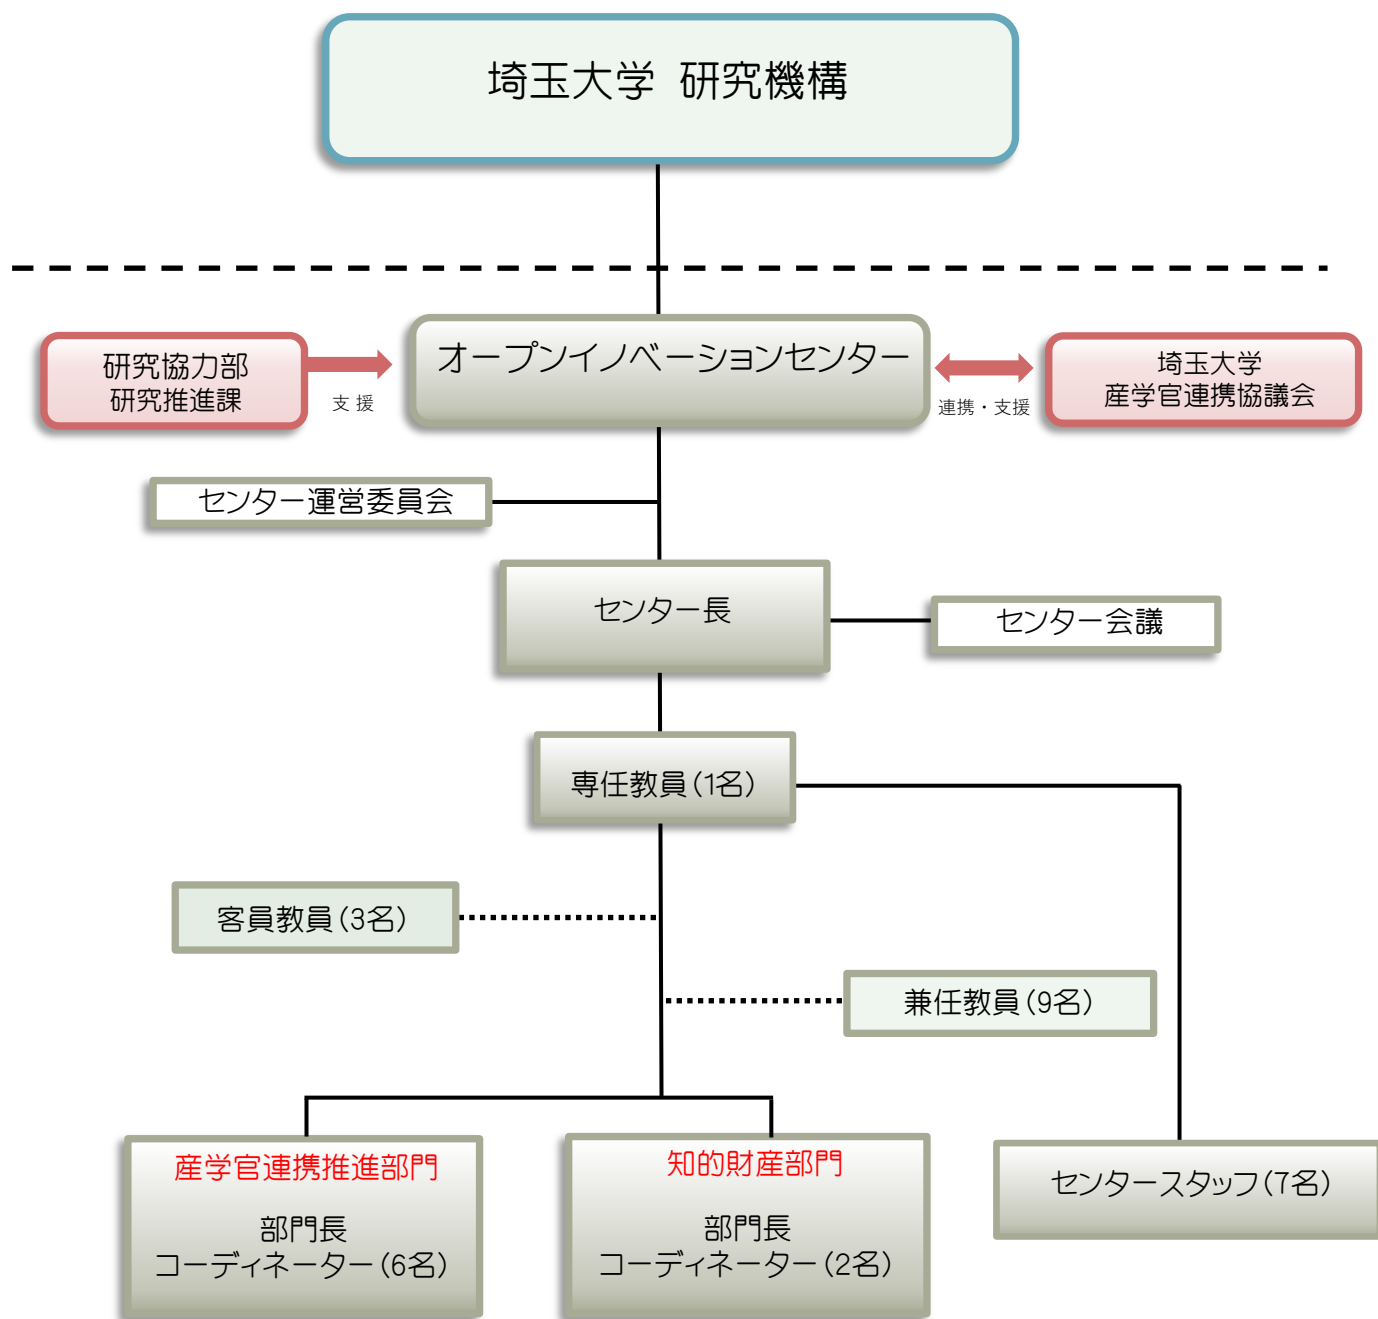 埼玉大学 研究機構
オープンイノベーションセンター
研究協力部
研究推進課
支 援
連携・支援
埼玉大学
産学官連携協議会
センター運営委員会
センター長
センター会議
専任教員(1名)
客員教員(3名)
兼任教員(9名)
産学官連携推進部門
部門長
コーディネーター(6名)
知的財産部門
部門長
コーディネーター(2名)
センタースタッフ(7名)